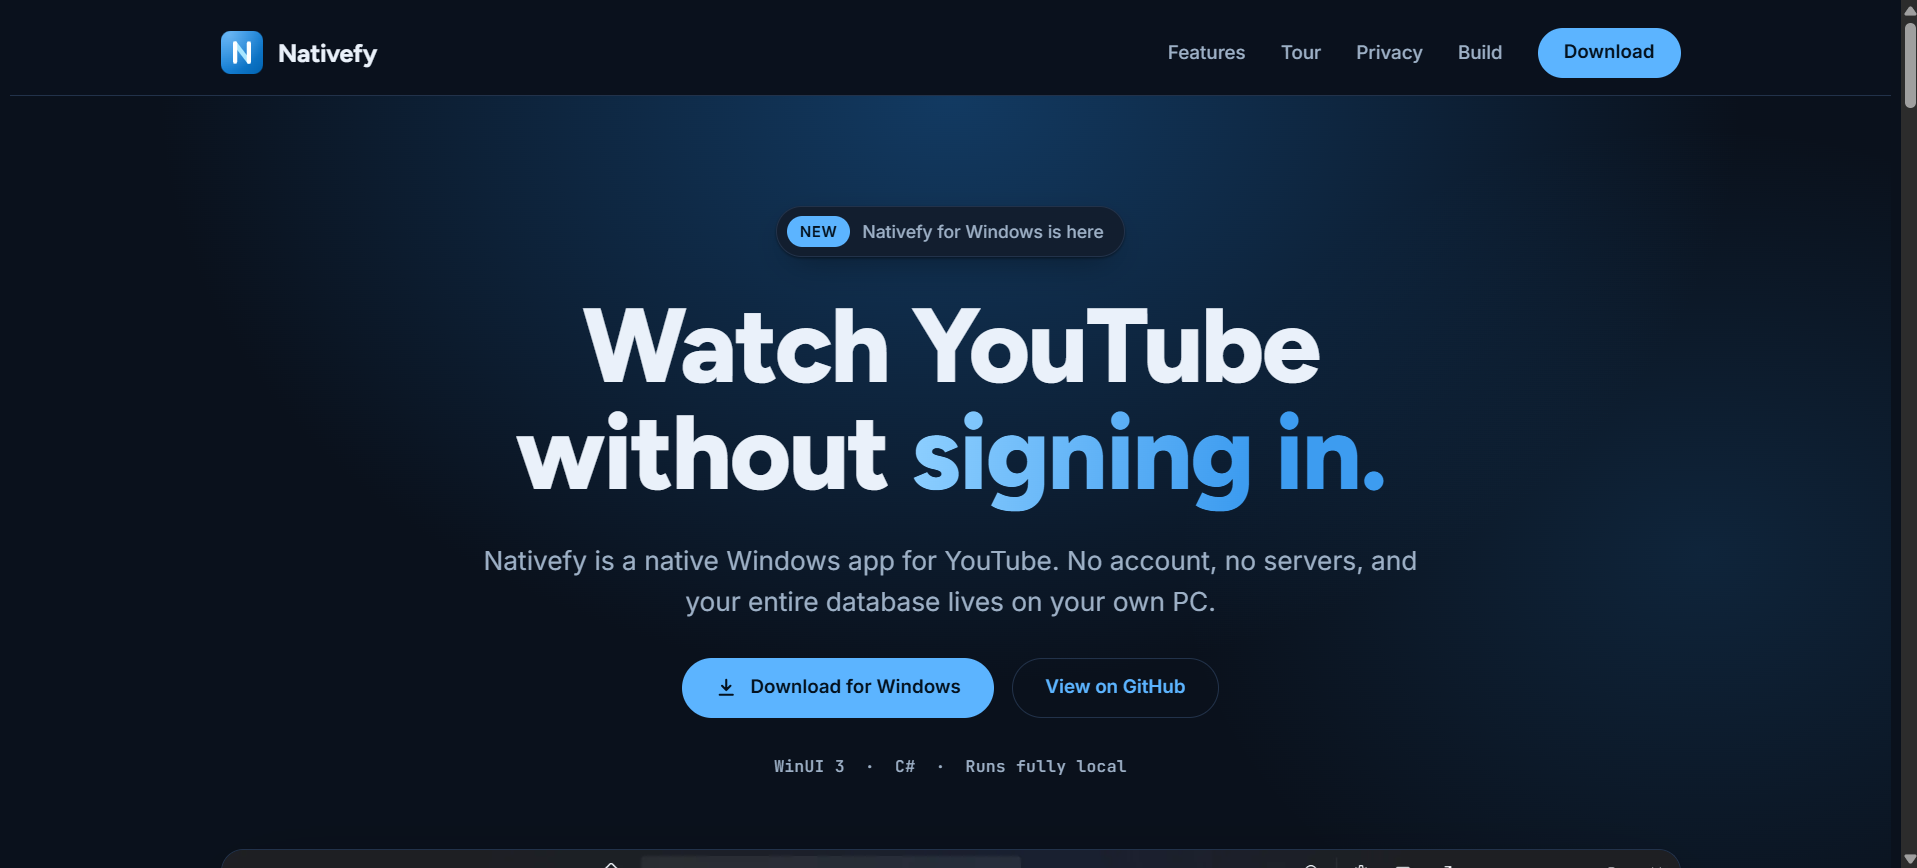 N Nativefy
Features
Tour
Privacy
Build
Download
NEW Nativefy for Windows is here
Watch YouTube
without signing in.
Nativefy is a native Windows app for YouTube. No account, no servers, and
your entire database lives on your own PC.
Download for Windows
View on GitHub
WinUI 3 · C# · Runs fully local